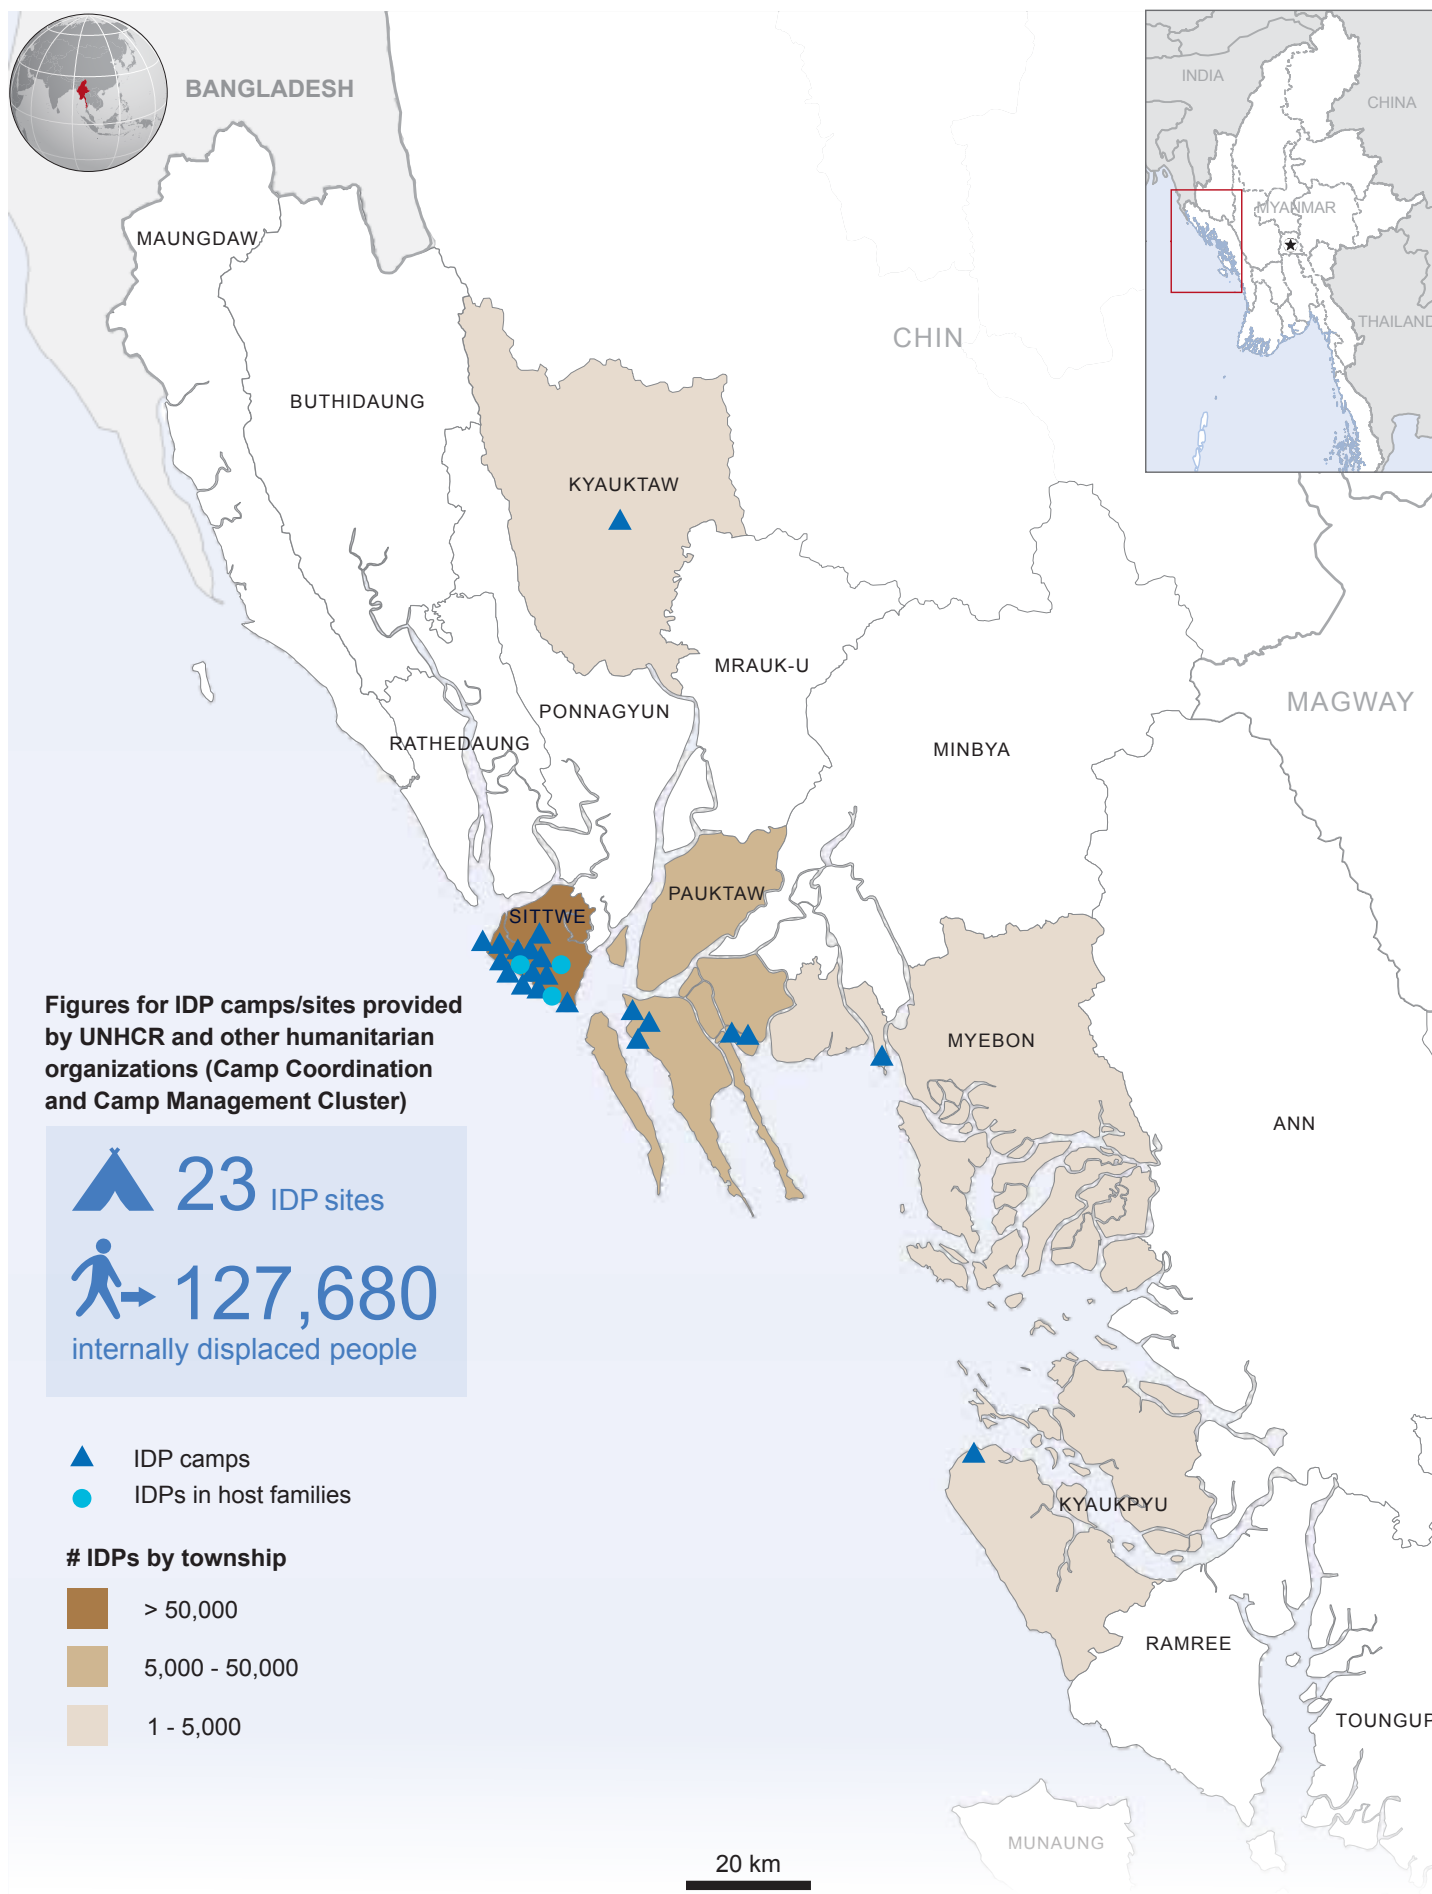 BANGLADESH
INDIA
CHINA
MYANMAR
THAILAND
MAUNGDAW
CHIN
BUTHIDAUNG
KYAUKTAW
MRAUK-U
MAGWAY
PONNAGYUN
RATHEDAUNG
MINBYA
PAUKTAW
SITTWE
Figures for IDP camps/sites provided
by UNHCR and other humanitarian
organizations (Camp Coordination
and Camp Management Cluster)
MYEBON
ANN
23 IDP sites
127,680
internally displaced people
IDP camps
IDPs in host families
KYAUKPYU
# IDPs by township
> 50,000
5,000 - 50,000
1 - 5,000
RAMREE
TOUNGUP
MUNAUNG
20 km